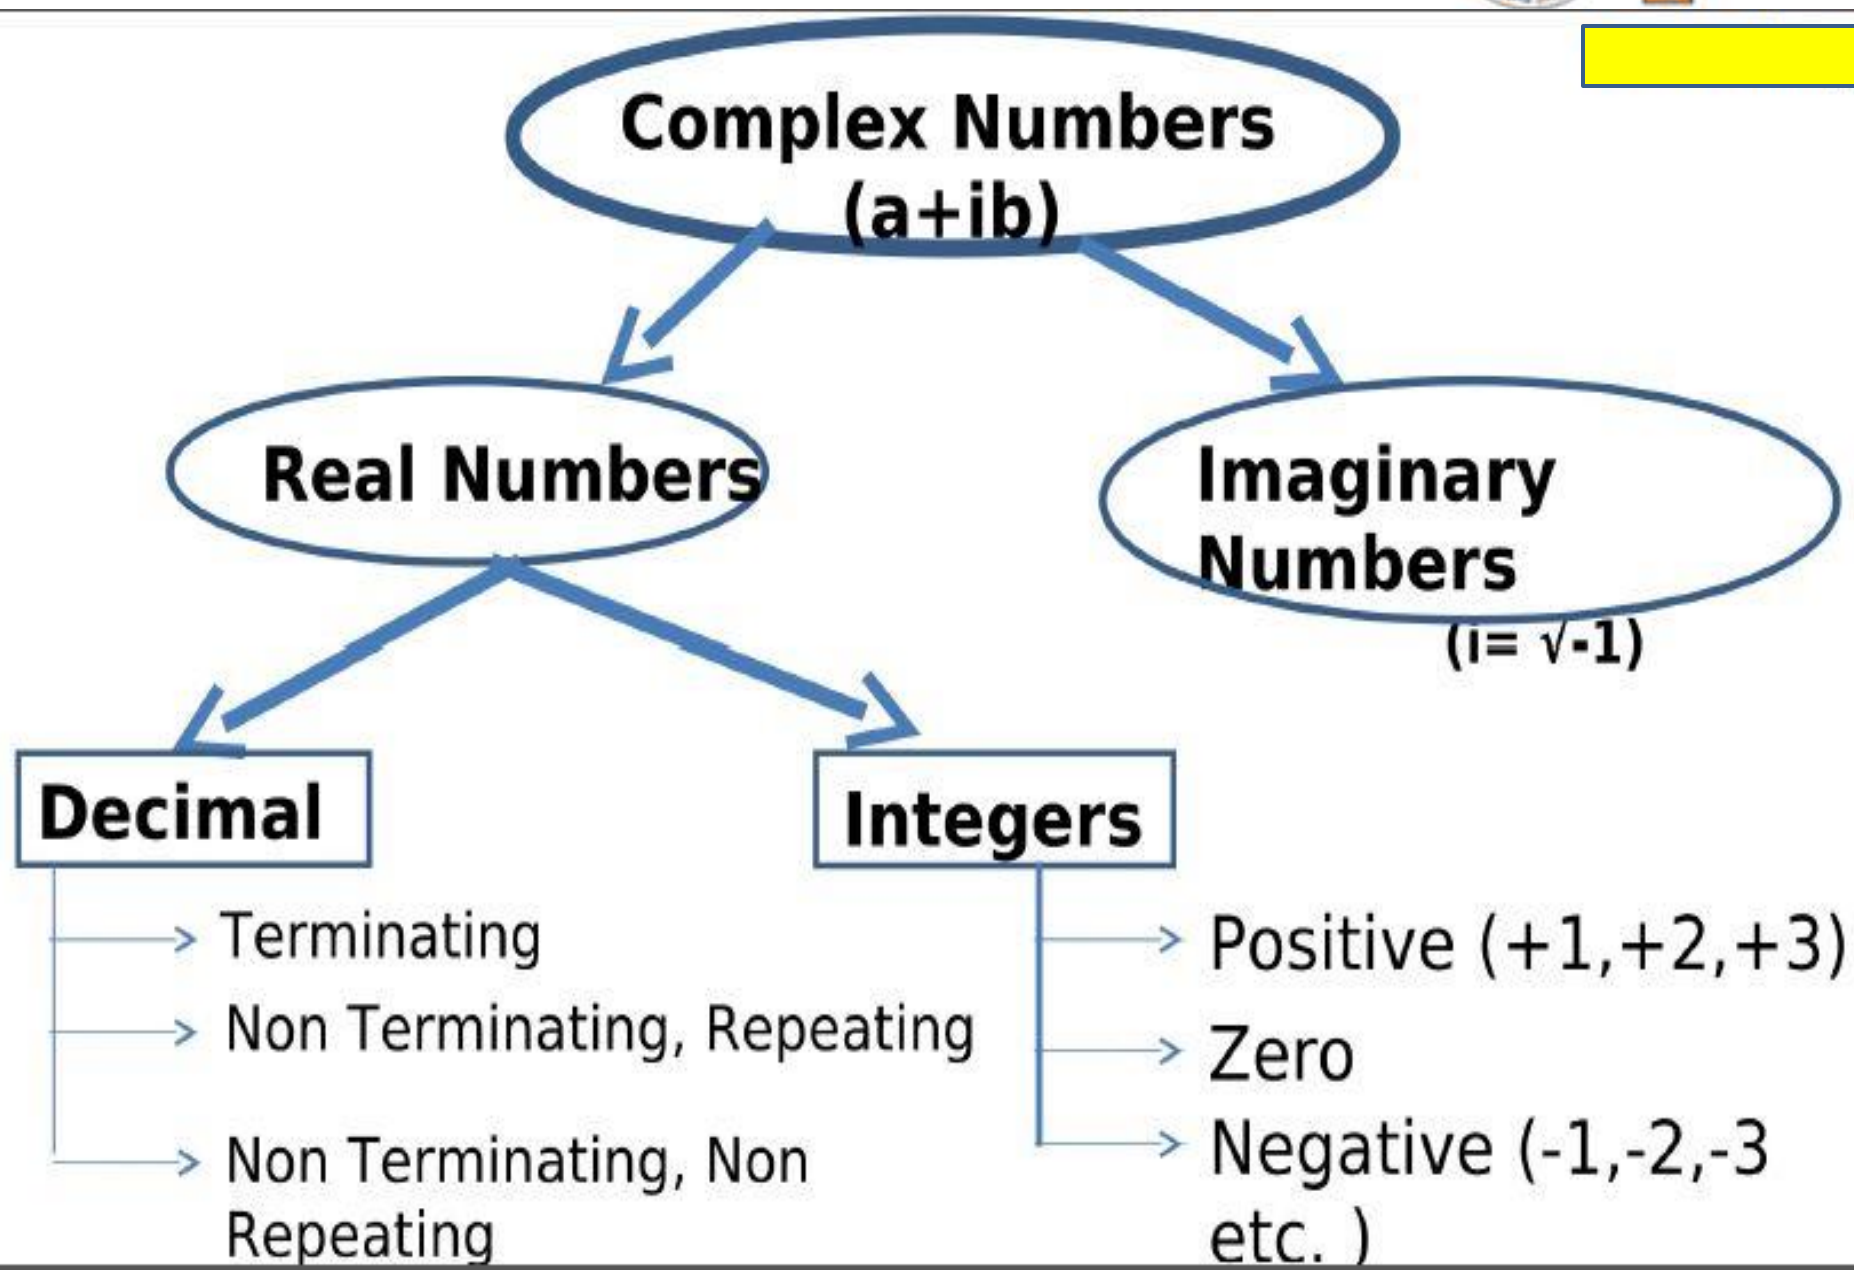 Complex Numbers
(a+ib)
Real Numbers
Imaginary
Numbers
(i≡ √-1)
Decimal
Integers
Terminating
Non Terminating, Repeating
Non Terminating, Non
Repeating
Positive (+1,+2,+3)
Zero
Negative (-1,-2,-3
etc. )